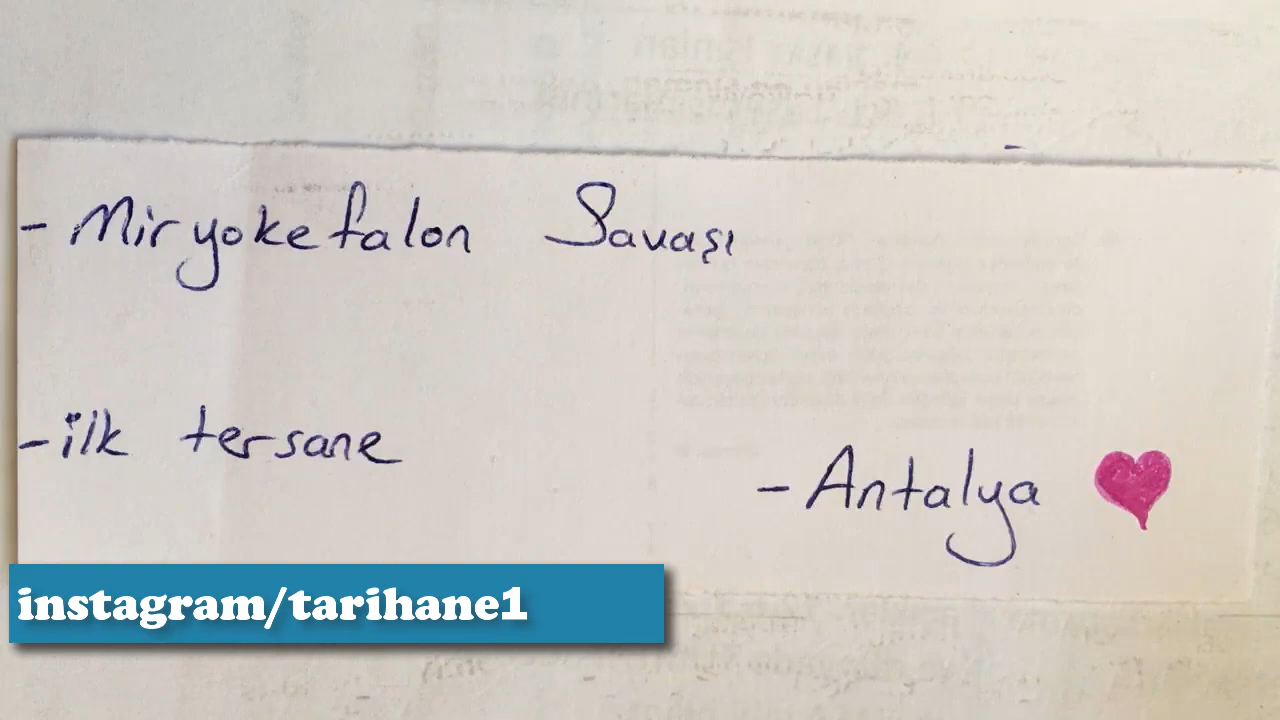 - Miryokefalon Savaşı
- ilk tersane
- Antalya
instagram/tarihane1